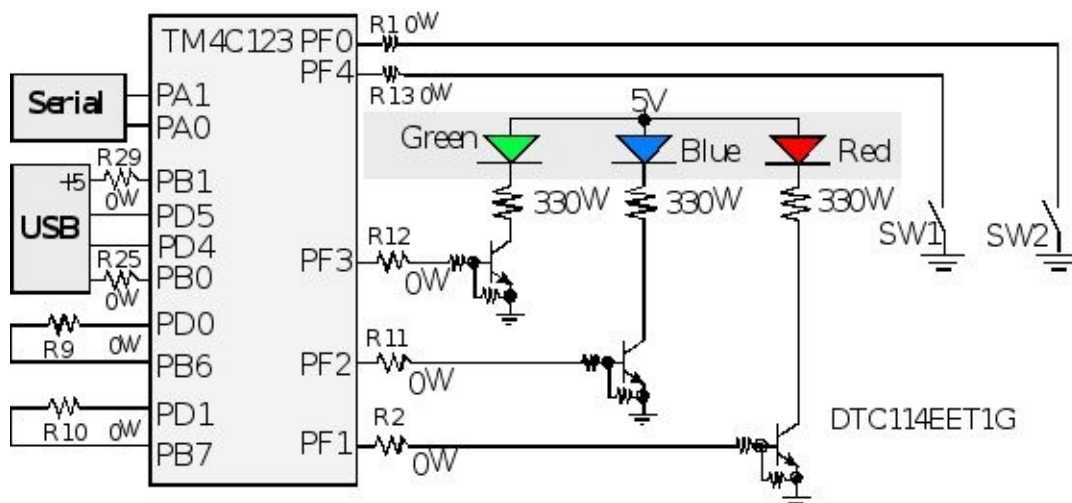 R1 0W
TM4C123 PF0
PF4
R13 0W
5V
Serial
PA1
PA0
Green
Blue
Red
R29
+5
0W
PB1
330W
330W
330W
USB
PD5
PD4
R25
0W
PB0
PF3
R12
0W
SW1
SW2
PD0
R9
0W
PB6
PF2
R11
0W
PD1
R10
0W
PB7
PF1
R2
0W
DTC114EET1G